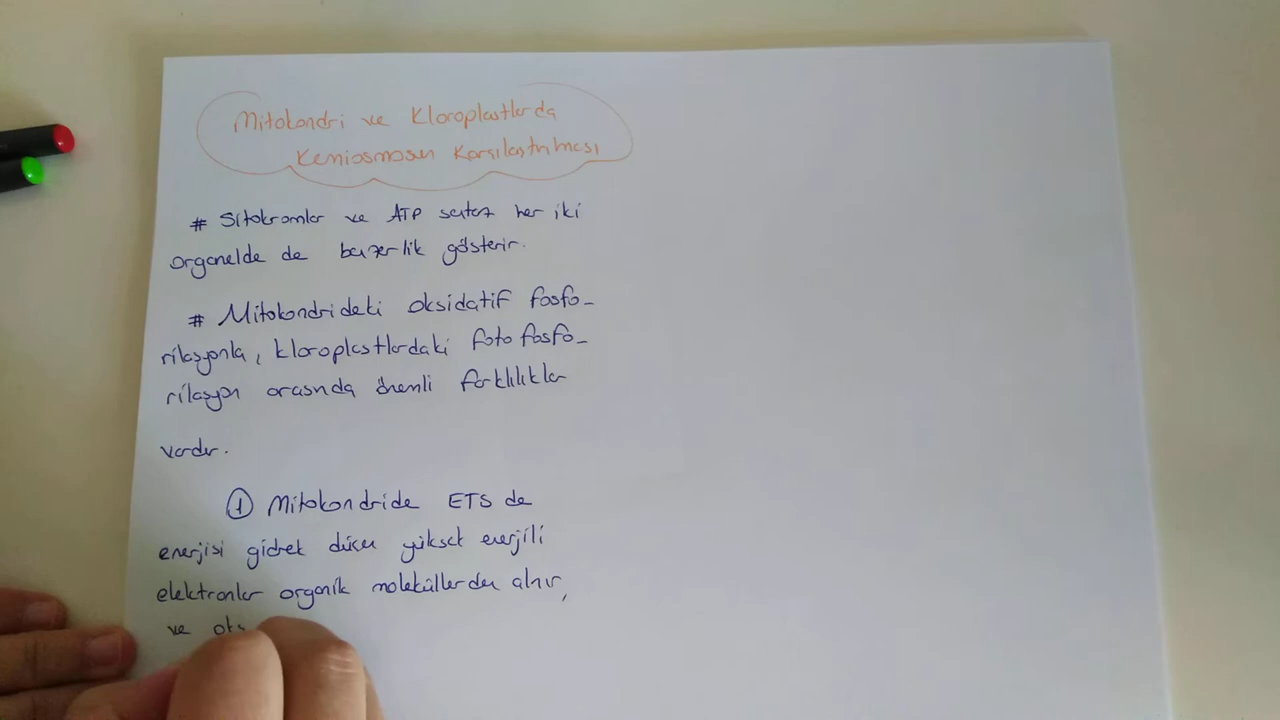 Mitokondri ve Kloroplastlarda
Kemiosmosun Karşılaştırılması
# Sitokromlar ve ATP sentaz her iki
organelde de benzerlik gösterir.
# Mitokondrideki oksidatif fosfo-
rilasyonla, kloroplastlardaki foto fosfo-
rilasyon arasında önemli farklılıklar
vardır.
① Mitokondride ETS de
enerjisi giderek düşen yüksek enerjili
elektronlar organik moleküllerden alınır,
ve oks